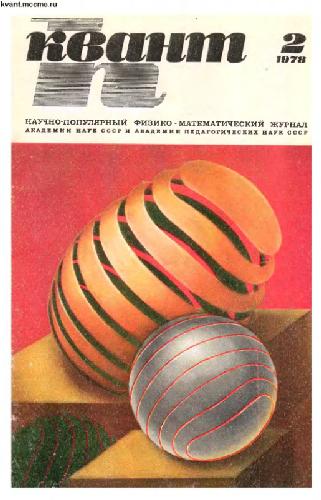 kvant.mccme.ru
квант
2
1978
НАУЧНО-ПОПУЛЯРНЫЙ ФИЗИКО-МАТЕМАТИЧЕСКИЙ ЖУРНАЛ
АКАДЕМИИ НАУК СССР И АКАДЕМИИ ПЕДАГОГИЧЕСКИХ НАУК СССР